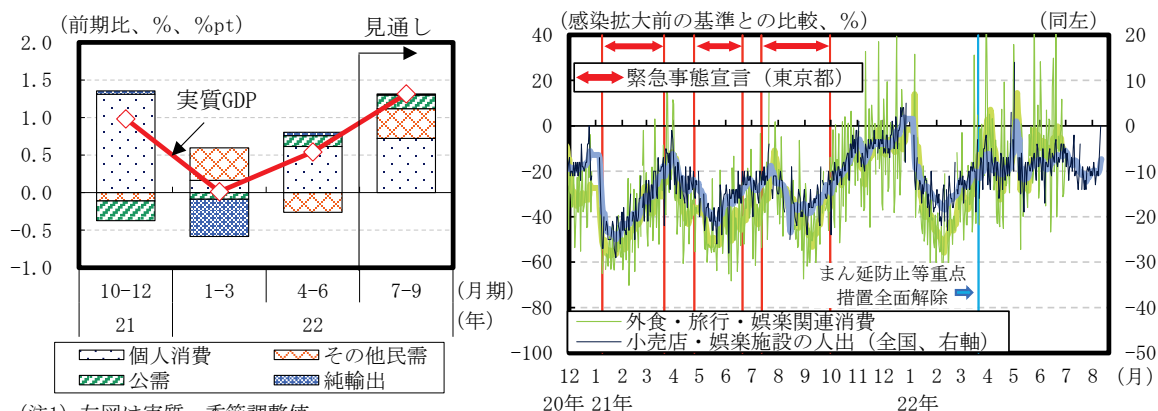 (前期比、%、%pt)
見通し
2.0
1.5
1.0
0.5
0.0
-0.5
-1.0
実質GDP
10-12 1-3 4-6 7-9 (月期)
21 22 (年)
個人消費 その他民需
公需 純輸出
(感染拡大前の基準との比較、%) (同左)
40 20
20 10
0 0
-20 -10
-40 -20
-60 -30
-80 -40
-100 -50
緊急事態宣言(東京都)
まん延防止等重点
措置全面解除
外食・旅行・娯楽関連消費
小売店・娯楽施設の人出(全国、右軸)
12 1 2 3 4 5 6 7 8 9 10 11 12 1 2 3 4 5 6 7 8 (月)
20年 21年 22年